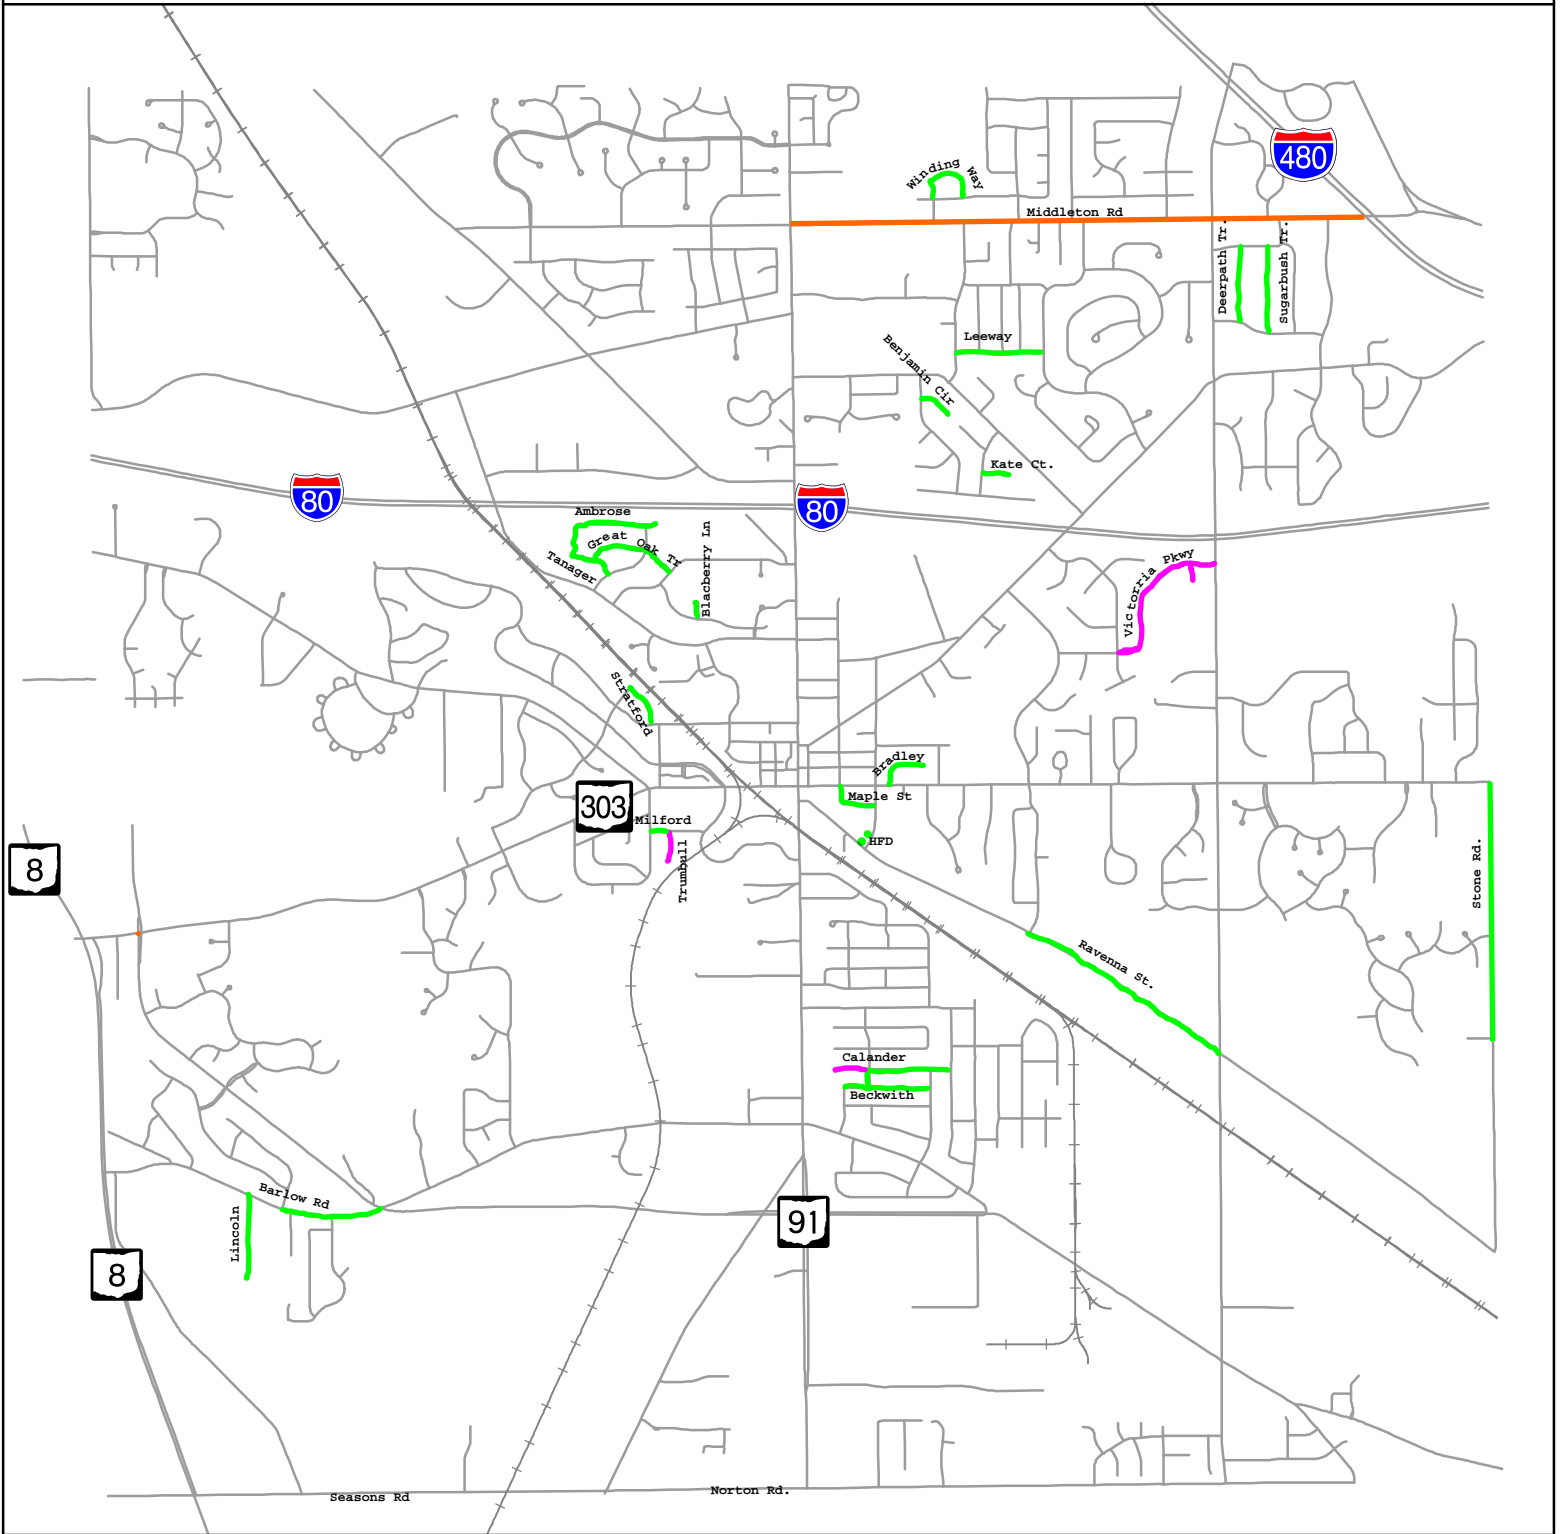 480
Winding Way
Middleton Rd
Deerpath Tr.
Sugarbush Tr.
Leeway
Benjamin Cir
Kate Ct.
80
80
Ambrose
Great Oak Tr
Tanager
Blacberry Ln
Victorria Pkwy
Stratford
Bradley
Maple St
303
Milford
HFD
Trumbull
8
Stone Rd.
Ravenna St.
Calander
Beckwith
Barlow Rd
Lincoln
91
8
Norton Rd.
Seasons Rd